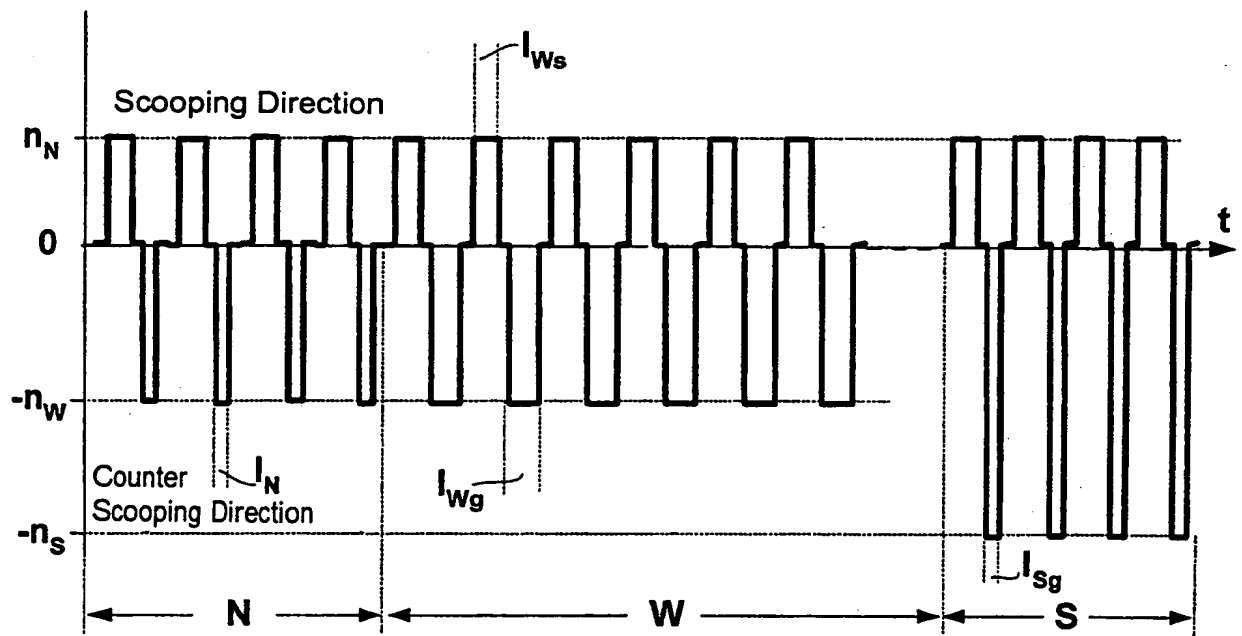 I_Ws
Scooping Direction
n_N
0
t
-n_W
Counter
Scooping Direction
I_N
I_Wg
-n_S
I_Sg
N
W
S